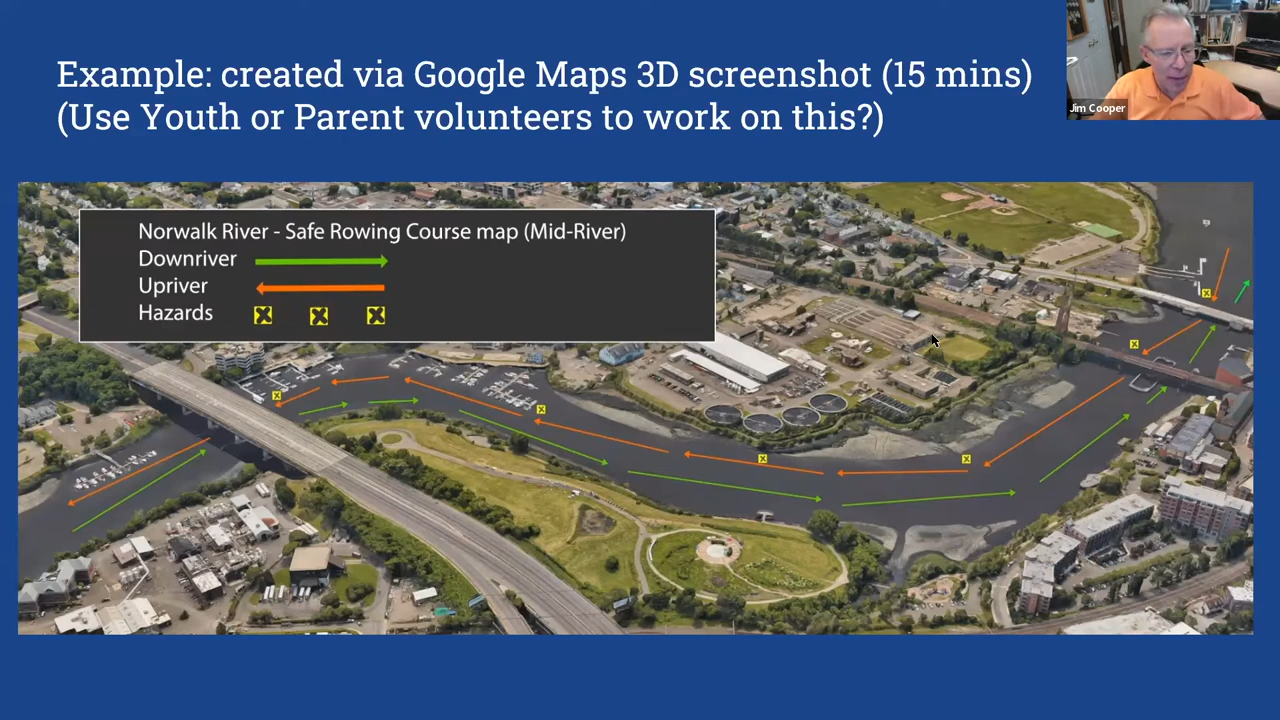 Example: created via Google Maps 3D screenshot (15 mins)
(Use Youth or Parent volunteers to work on this?)
Jim Cooper
Norwalk River - Safe Rowing Course map (Mid-River)
Downriver
Upriver
Hazards